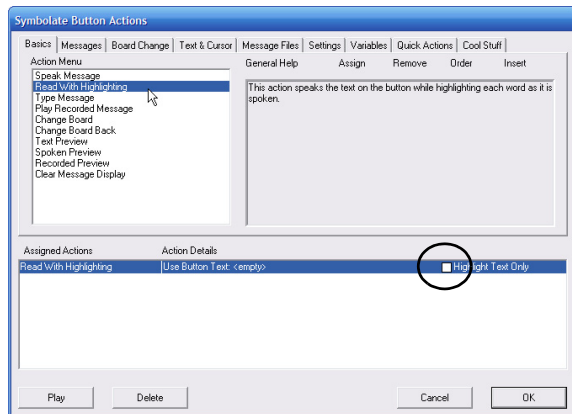 Symbolate Button Actions
Basics Messages Board Change Text & Cursor Message Files Settings Variables Quick Actions Cool Stuff
Action Menu
General Help Assign Remove Order Insert
Speak Message
Read With Highlighting
Type Message
Play Recorded Message
Change Board
Change Board Back
Text Preview
Spoken Preview
Recorded Preview
Clear Message Display
This action speaks the text on the button while highlighting each word as it is
spoken.
Assigned Actions Action Details
Read With Highlighting Use Button Text: <empty> Highlight Text Only
Play Delete Cancel OK